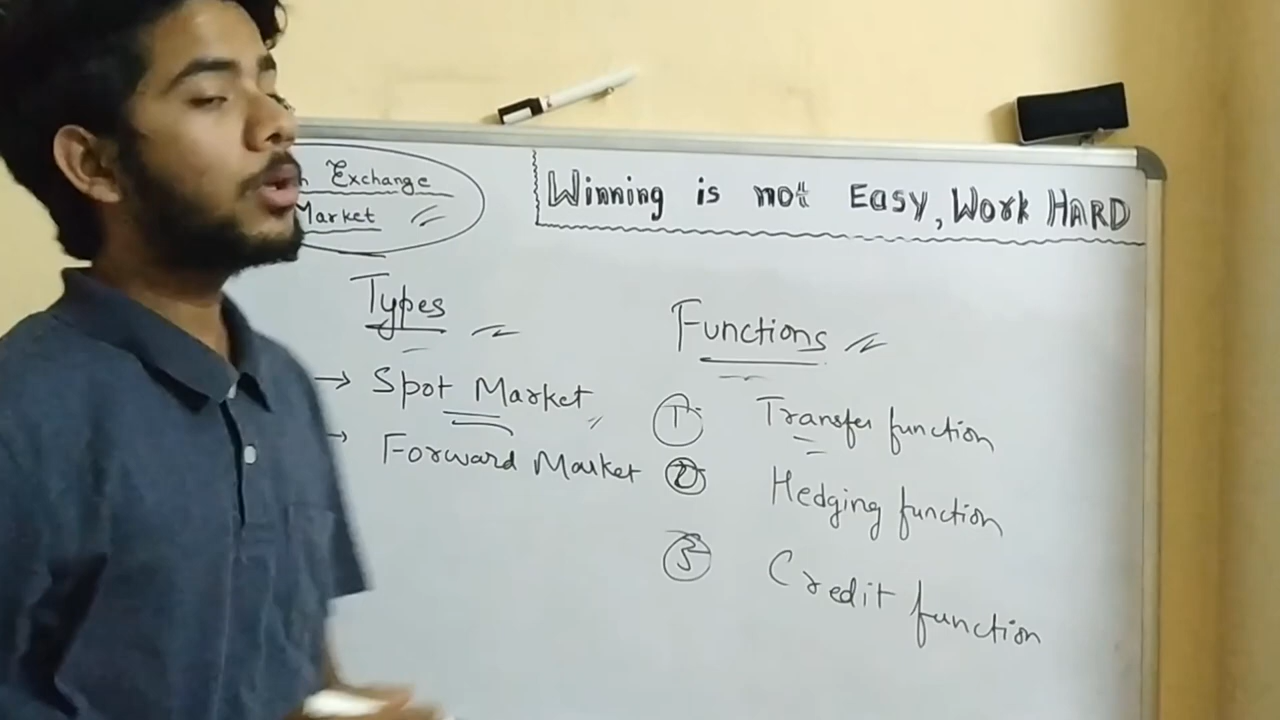 Exchange
Market
Winning is not Easy, Work HARD
Types
→ Spot Market
→ Forward Market
Functions
1 Transfer function
2 Hedging function
3 Credit function